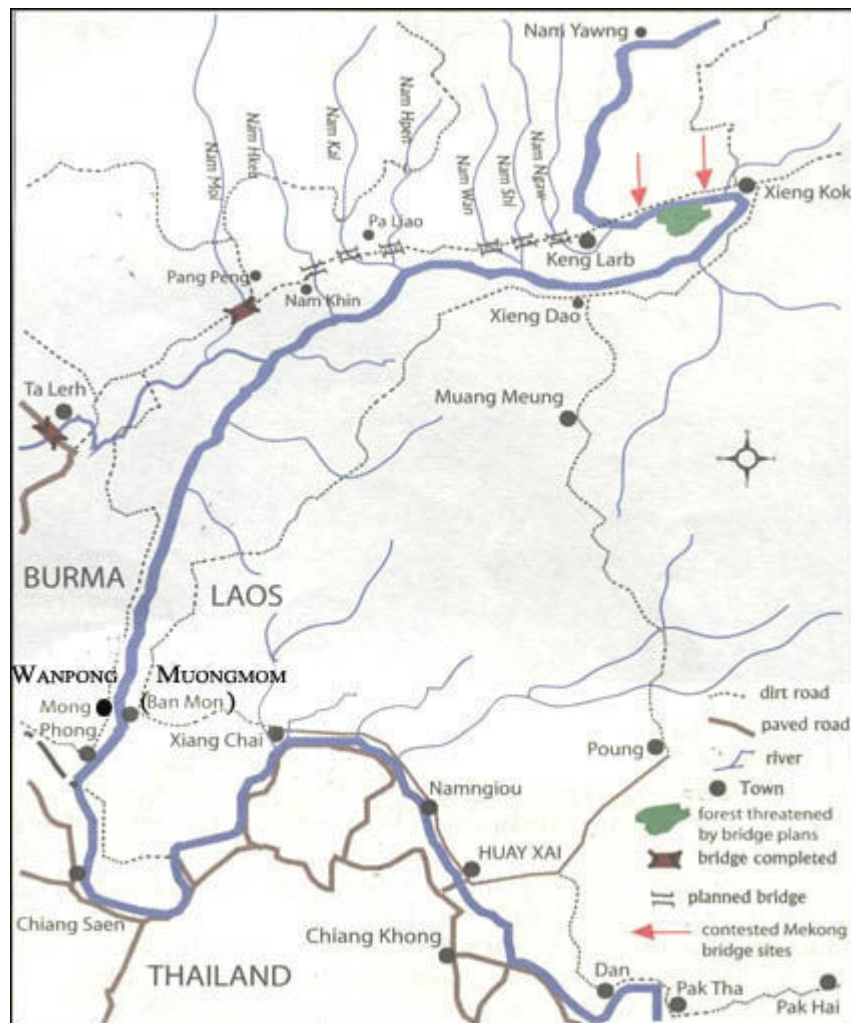 Nam Yawng
Nam Moi
Nam Hken
Nam Kai
Nam Hpen
Nam Wan
Nam Shi
Nam Ngaw
Xieng Kok
Pa Liao
Keng Larb
Pang Peng
Nam Khin
Xieng Dao
Ta Lerh
Muang Meung
BURMA
LAOS
WANPONG
MUONGMOM
Mong
Phong
(Ban Mon)
Xiang Chai
Poung
Namngiou
HUAY XAI
Chiang Saen
Chiang Khong
THAILAND
Dan
Pak Tha
Pak Hai
dirt road
paved road
river
Town
forest threatened
by bridge plans
bridge completed
planned bridge
contested Mekong
bridge sites